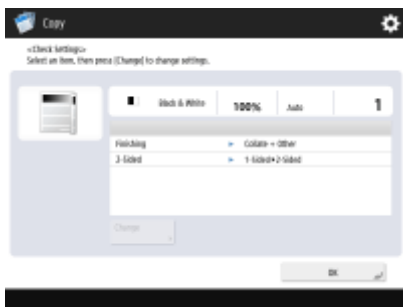 Copy
<Check Settings>
Select an item, then press [Change] to change settings.
Black & White 100% Auto 1
Finishing ► Collate + Other
2-Sided ► 1-Sided▸2-Sided
Change
OK